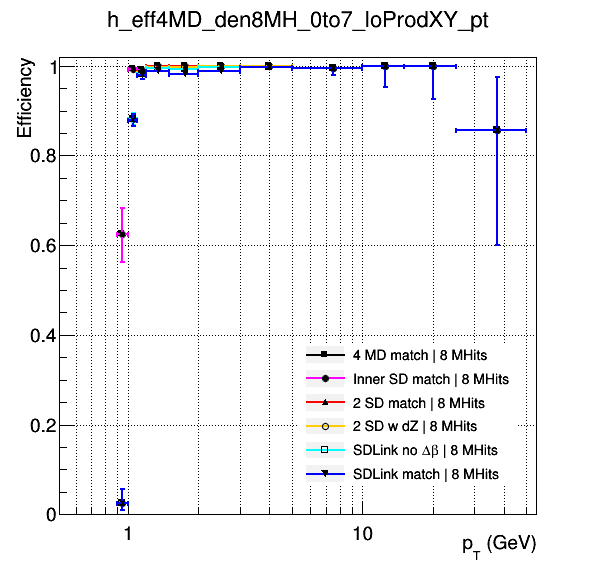 h_eff4MD_den8MH_0to7_loProdXY_pt
Efficiency
1
0.8
0.6
0.4
0.2
0
4 MD match | 8 MHits
Inner SD match | 8 MHits
2 SD match | 8 MHits
2 SD w dZ | 8 MHits
SDLink no Δβ | 8 MHits
SDLink match | 8 MHits
1
10
p_T (GeV)